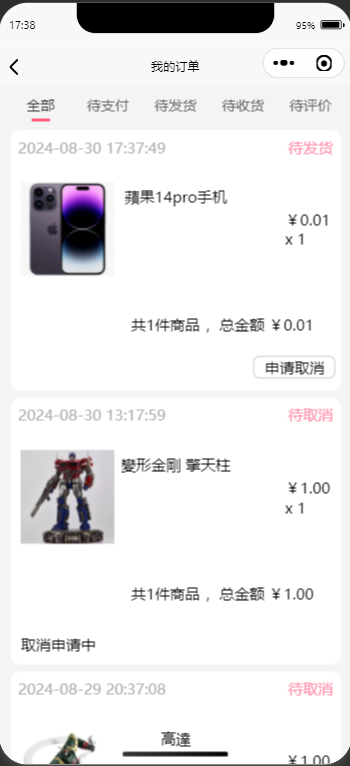 17:38
95%
我的订单
全部 待支付 待发货 待收货 待评价
2024-08-30 17:37:49 待发货
蘋果14pro手机
￥0.01
x 1
共1件商品 ，总金额 ￥0.01
申请取消
2024-08-30 13:17:59 待取消
變形金剛 擎天柱
￥1.00
x 1
共1件商品 ，总金额 ￥1.00
取消申请中
2024-08-29 20:37:08 待取消
高達
￥1.00